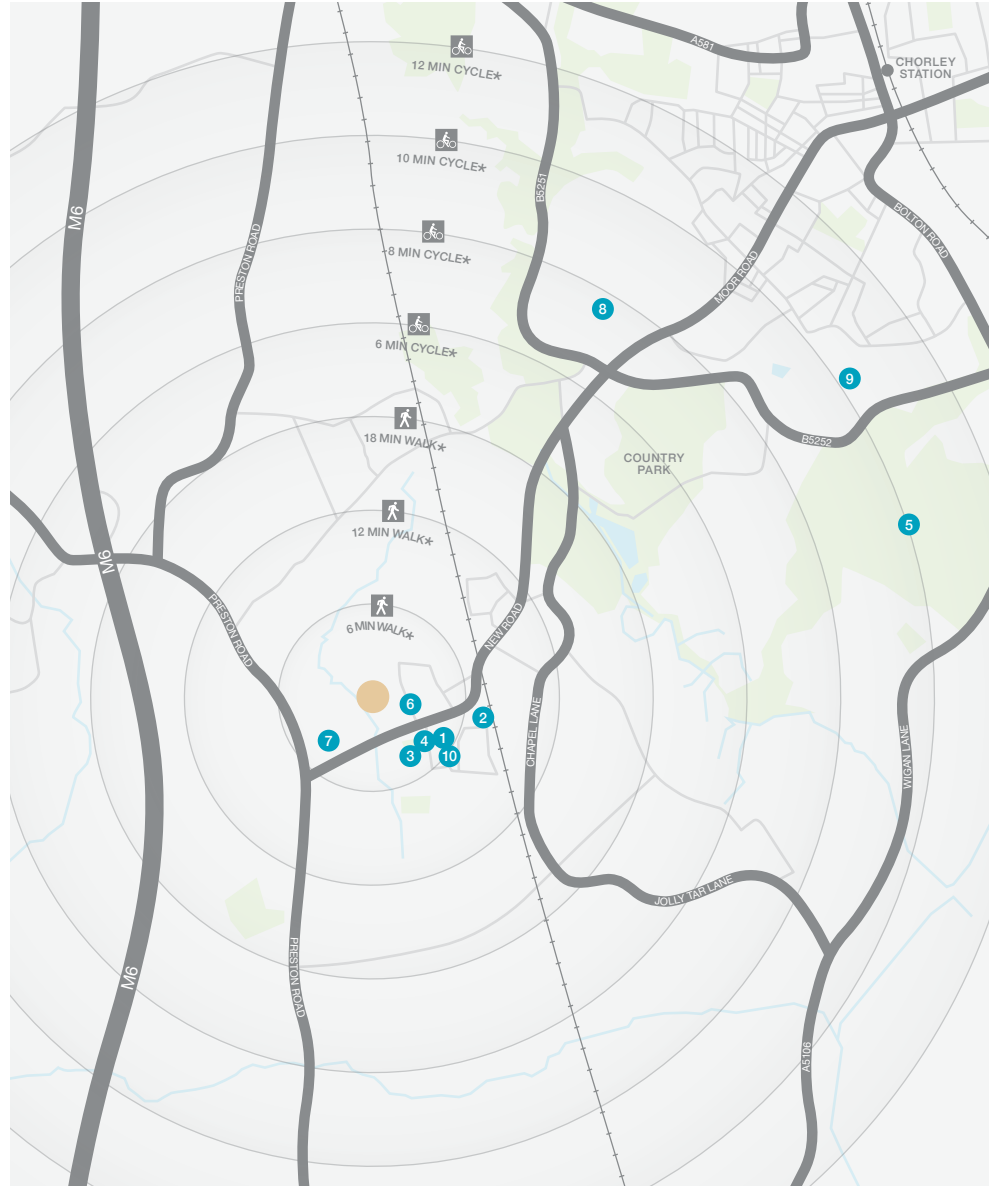 A581
CHORLEY
STATION
12 MIN CYCLE*
10 MIN CYCLE*
B5251
M6
BOLTON ROAD
8 MIN CYCLE*
PRESTON ROAD
MOOR ROAD
8
6 MIN CYCLE*
9
18 MIN WALK*
B5252
COUNTRY
PARK
12 MIN WALK*
5
M6
PRESTON ROAD
6 MIN WALK*
NEW ROAD
6
2
7
4
1
3
10
CHAPEL LANE
WIGAN LANE
JOLLY TAR LANE
M6
PRESTON ROAD
A5106